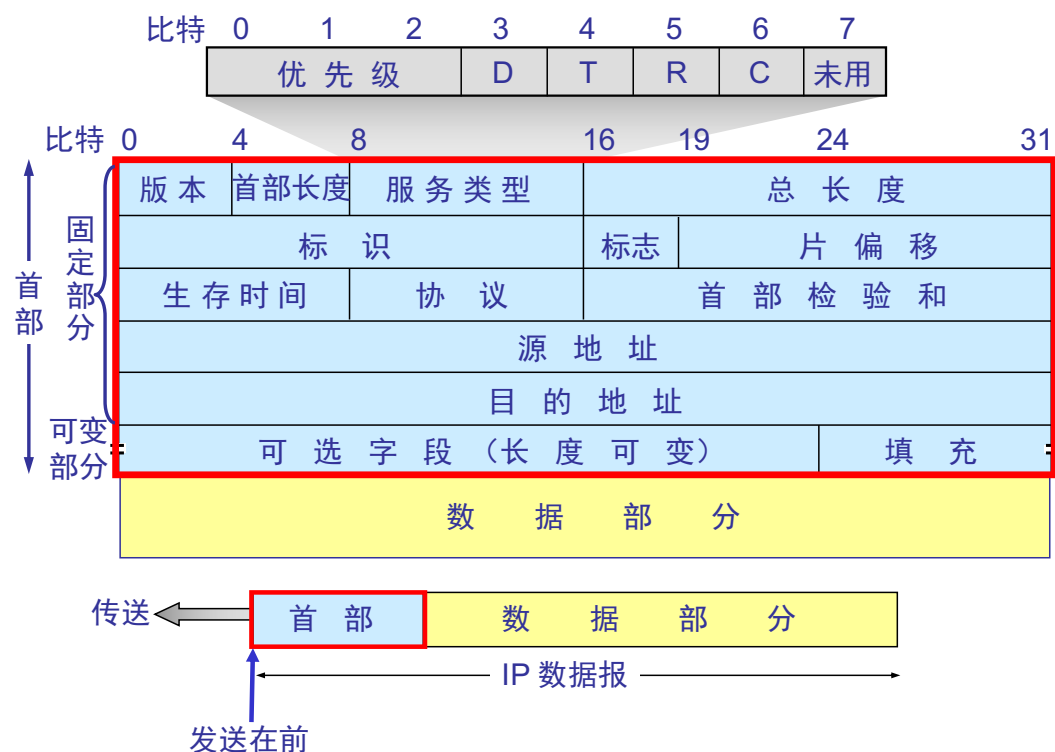 比特 0 1 2 3 4 5 6 7
优先级 D T R C 未用
比特 0 4 8 16 19 24 31
版本 首部长度 服务类型 总长度
标识 标志 片偏移
生存时间 协议 首部检验和
源地址
目的地址
可选字段（长度可变） 填充
数据部分
首部
固定部分
可变
部分
传送 首部 数据部分
IP 数据报
发送在前